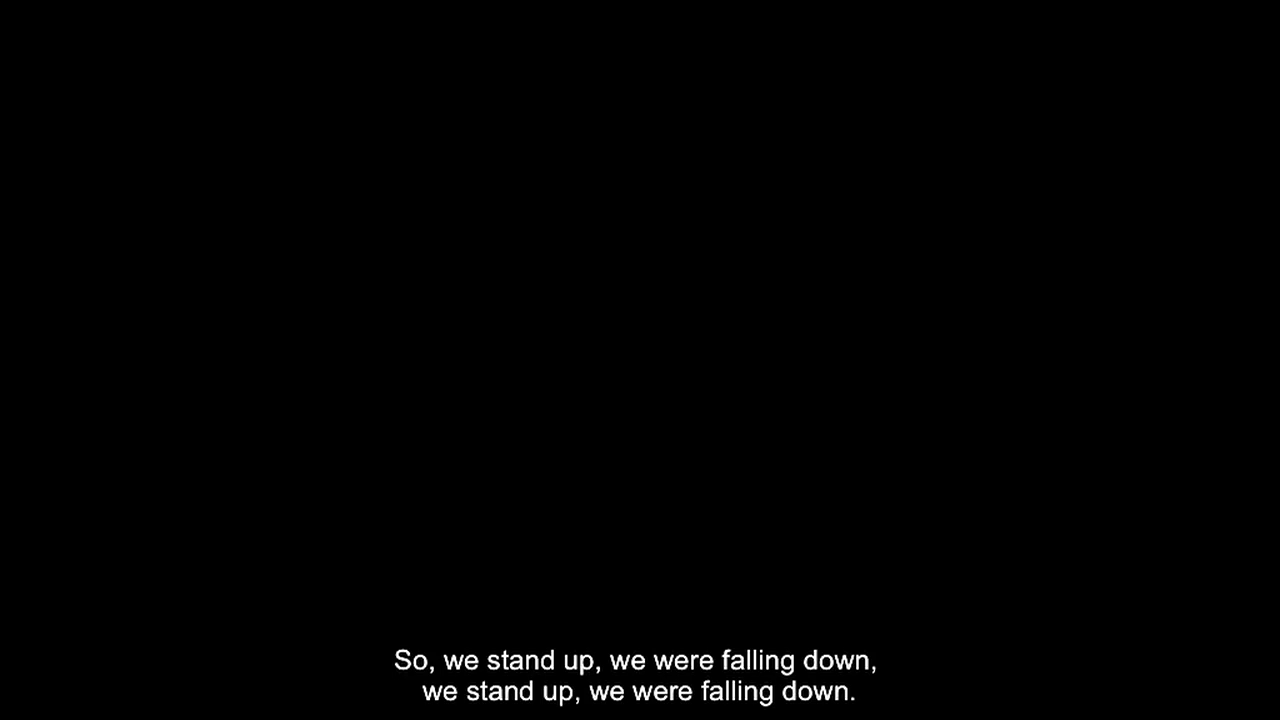 So, we stand up, we were falling down,
we stand up, we were falling down.